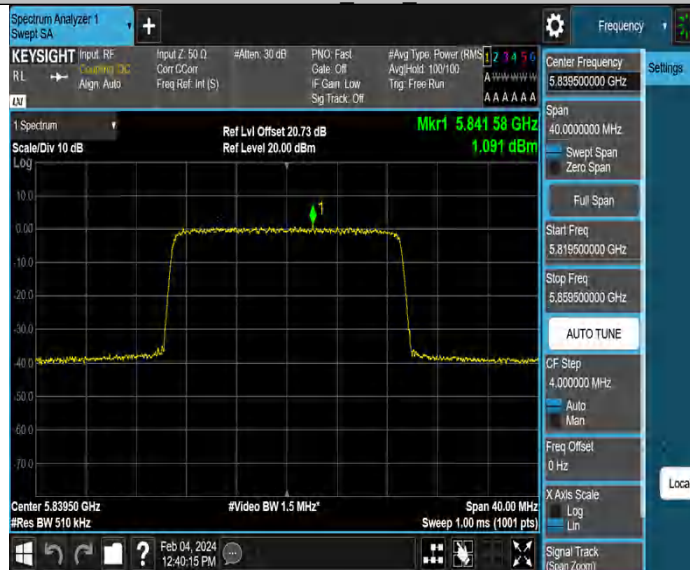 Spectrum Analyzer 1
Swept SA
+
Frequency
KEYSIGHT Input: RF
Coupling: DC
Align: Auto
RL
LXI
Input Z: 50 Ω
Corr CCorr
Freq Ref: Int (S)
#Atten: 30 dB
PNO: Fast
Gate: Off
IF Gain: Low
Sig Track: Off
#Avg Type: Power (RMS)
Avg|Hold: 100/100
Trig: Free Run
1 2 3 4 5 6
A W W W W W
A A A A A A
1 Spectrum
Scale/Div 10 dB
Log
Ref Lvl Offset 20.73 dB
Ref Level 20.00 dBm
Mkr1 5.841 58 GHz
1.091 dBm
1
10.0
0.00
-10.0
-20.0
-30.0
-40.0
-50.0
-60.0
-70.0
Center 5.83950 GHz
#Res BW 510 kHz
#Video BW 1.5 MHz*
Span 40.00 MHz
Sweep 1.00 ms (1001 pts)
Center Frequency
5.839500000 GHz
Settings
Span
40.0000000 MHz
Swept Span
Zero Span
Full Span
Start Freq
5.819500000 GHz
Stop Freq
5.859500000 GHz
AUTO TUNE
CF Step
4.000000 MHz
Auto
Man
Freq Offset
0 Hz
X Axis Scale
Log
Lin
Local
Signal Track
(Span Zoom)
?
Feb 04, 2024
12:40:15 PM